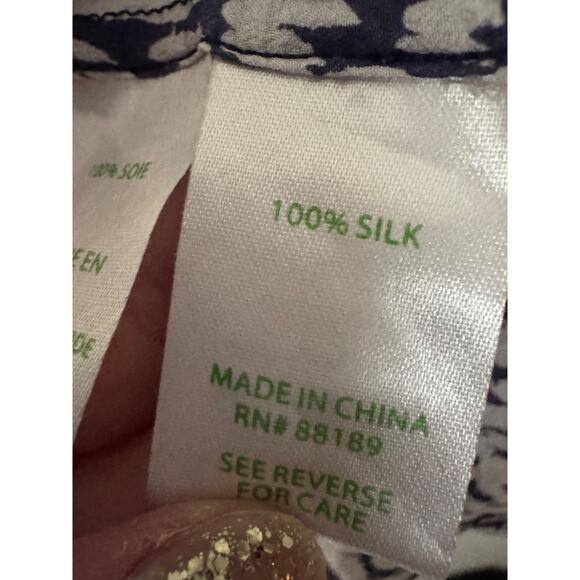 100% SOIE
100% SILK
MADE IN CHINA
RN# 88189
SEE REVERSE
FOR CARE